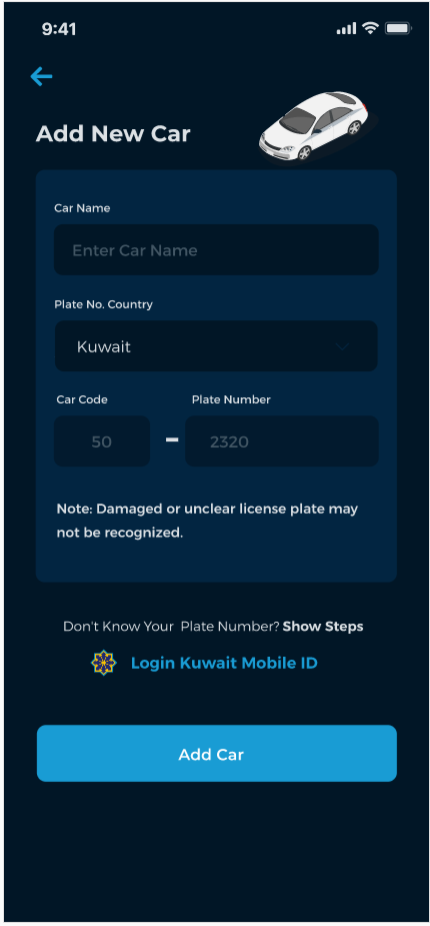 9:41
Add New Car
Car Name
Enter Car Name
Plate No. Country
Kuwait
Car Code Plate Number
50 - 2320
Note: Damaged or unclear license plate may
not be recognized.
Don't Know Your Plate Number? Show Steps
Login Kuwait Mobile ID
Add Car